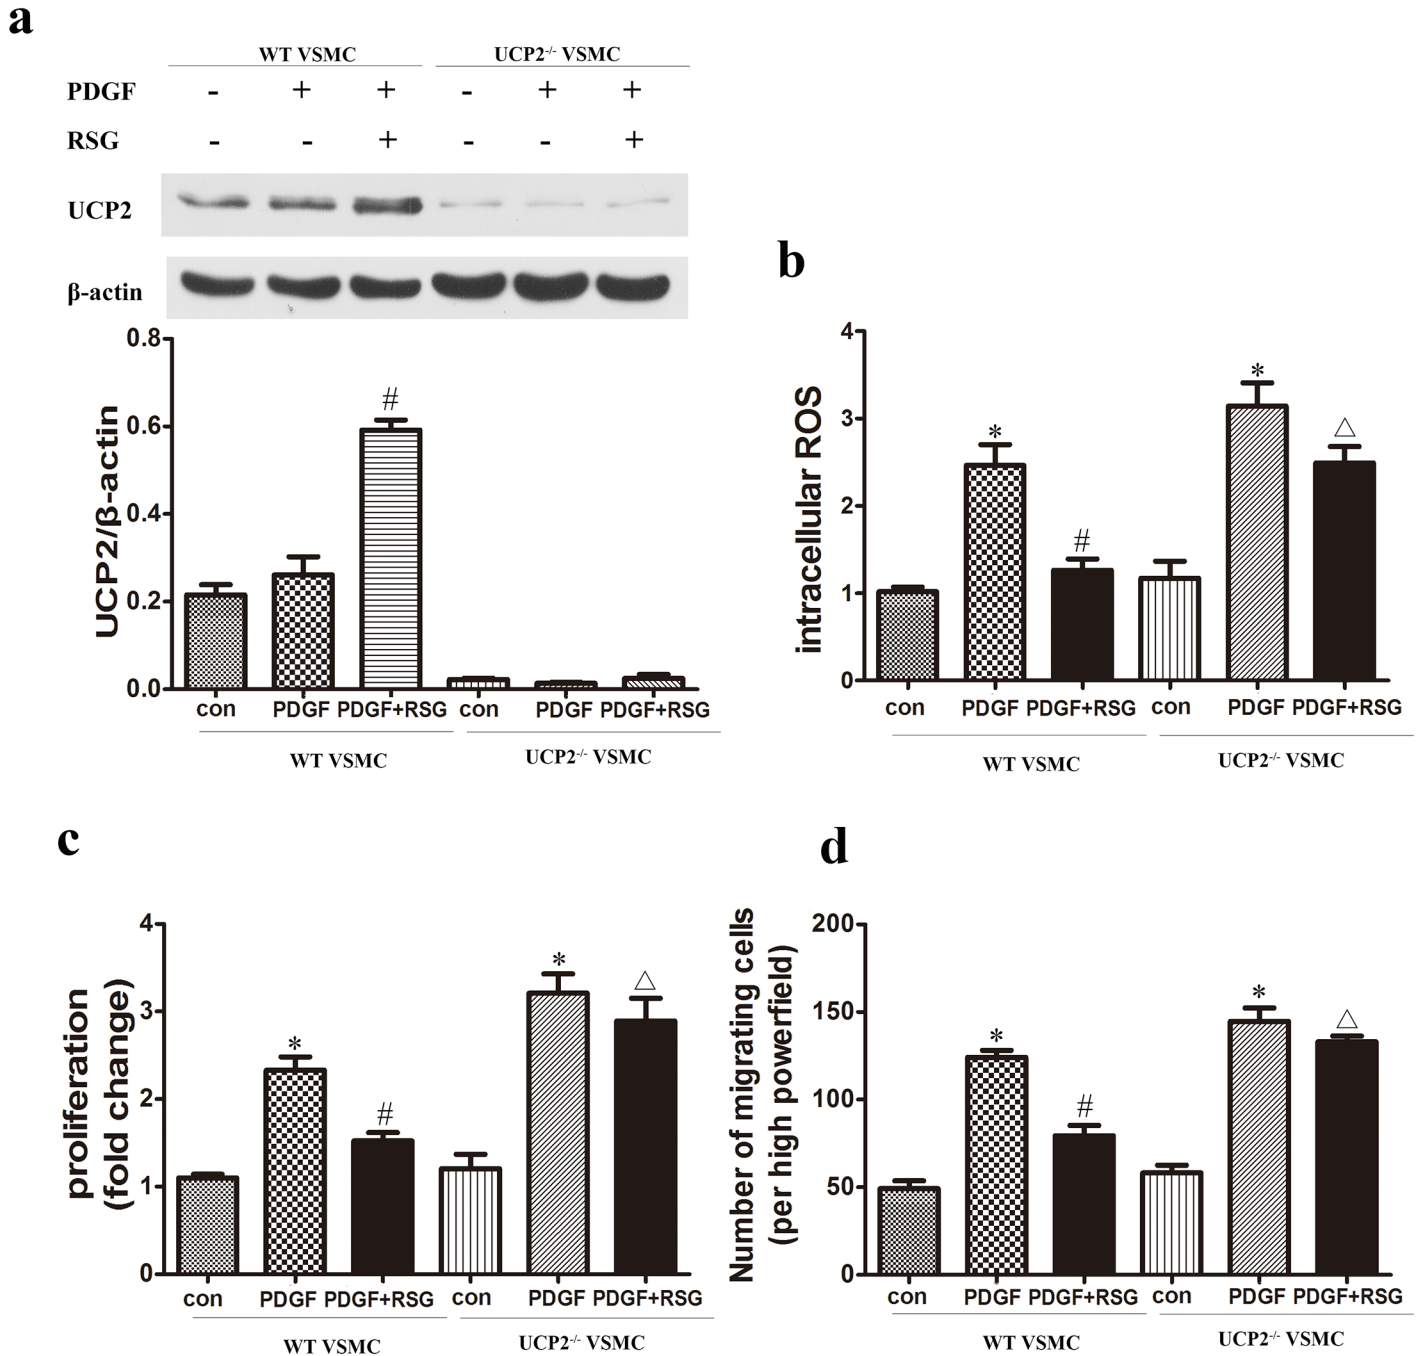 a
WT VSMC UCP2-/- VSMC
PDGF - + + - + +
RSG - - + - - +
UCP2
β-actin
0.8
0.6
0.4
0.2
0.0
UCP2/β-actin
#
con PDGF PDGF+RSG con PDGF PDGF+RSG
WT VSMC UCP2-/- VSMC
b
4
3
2
1
0
intracellular ROS
* # * △
con PDGF PDGF+RSG con PDGF PDGF+RSG
WT VSMC UCP2-/- VSMC
c
4
3
2
1
0
proliferation
(fold change)
* # * △
con PDGF PDGF+RSG con PDGF PDGF+RSG
WT VSMC UCP2-/- VSMC
d
200
150
100
50
0
Number of migrating cells
(per high powerfield)
* # * △
con PDGF PDGF+RSG con PDGF PDGF+RSG
WT VSMC UCP2-/- VSMC